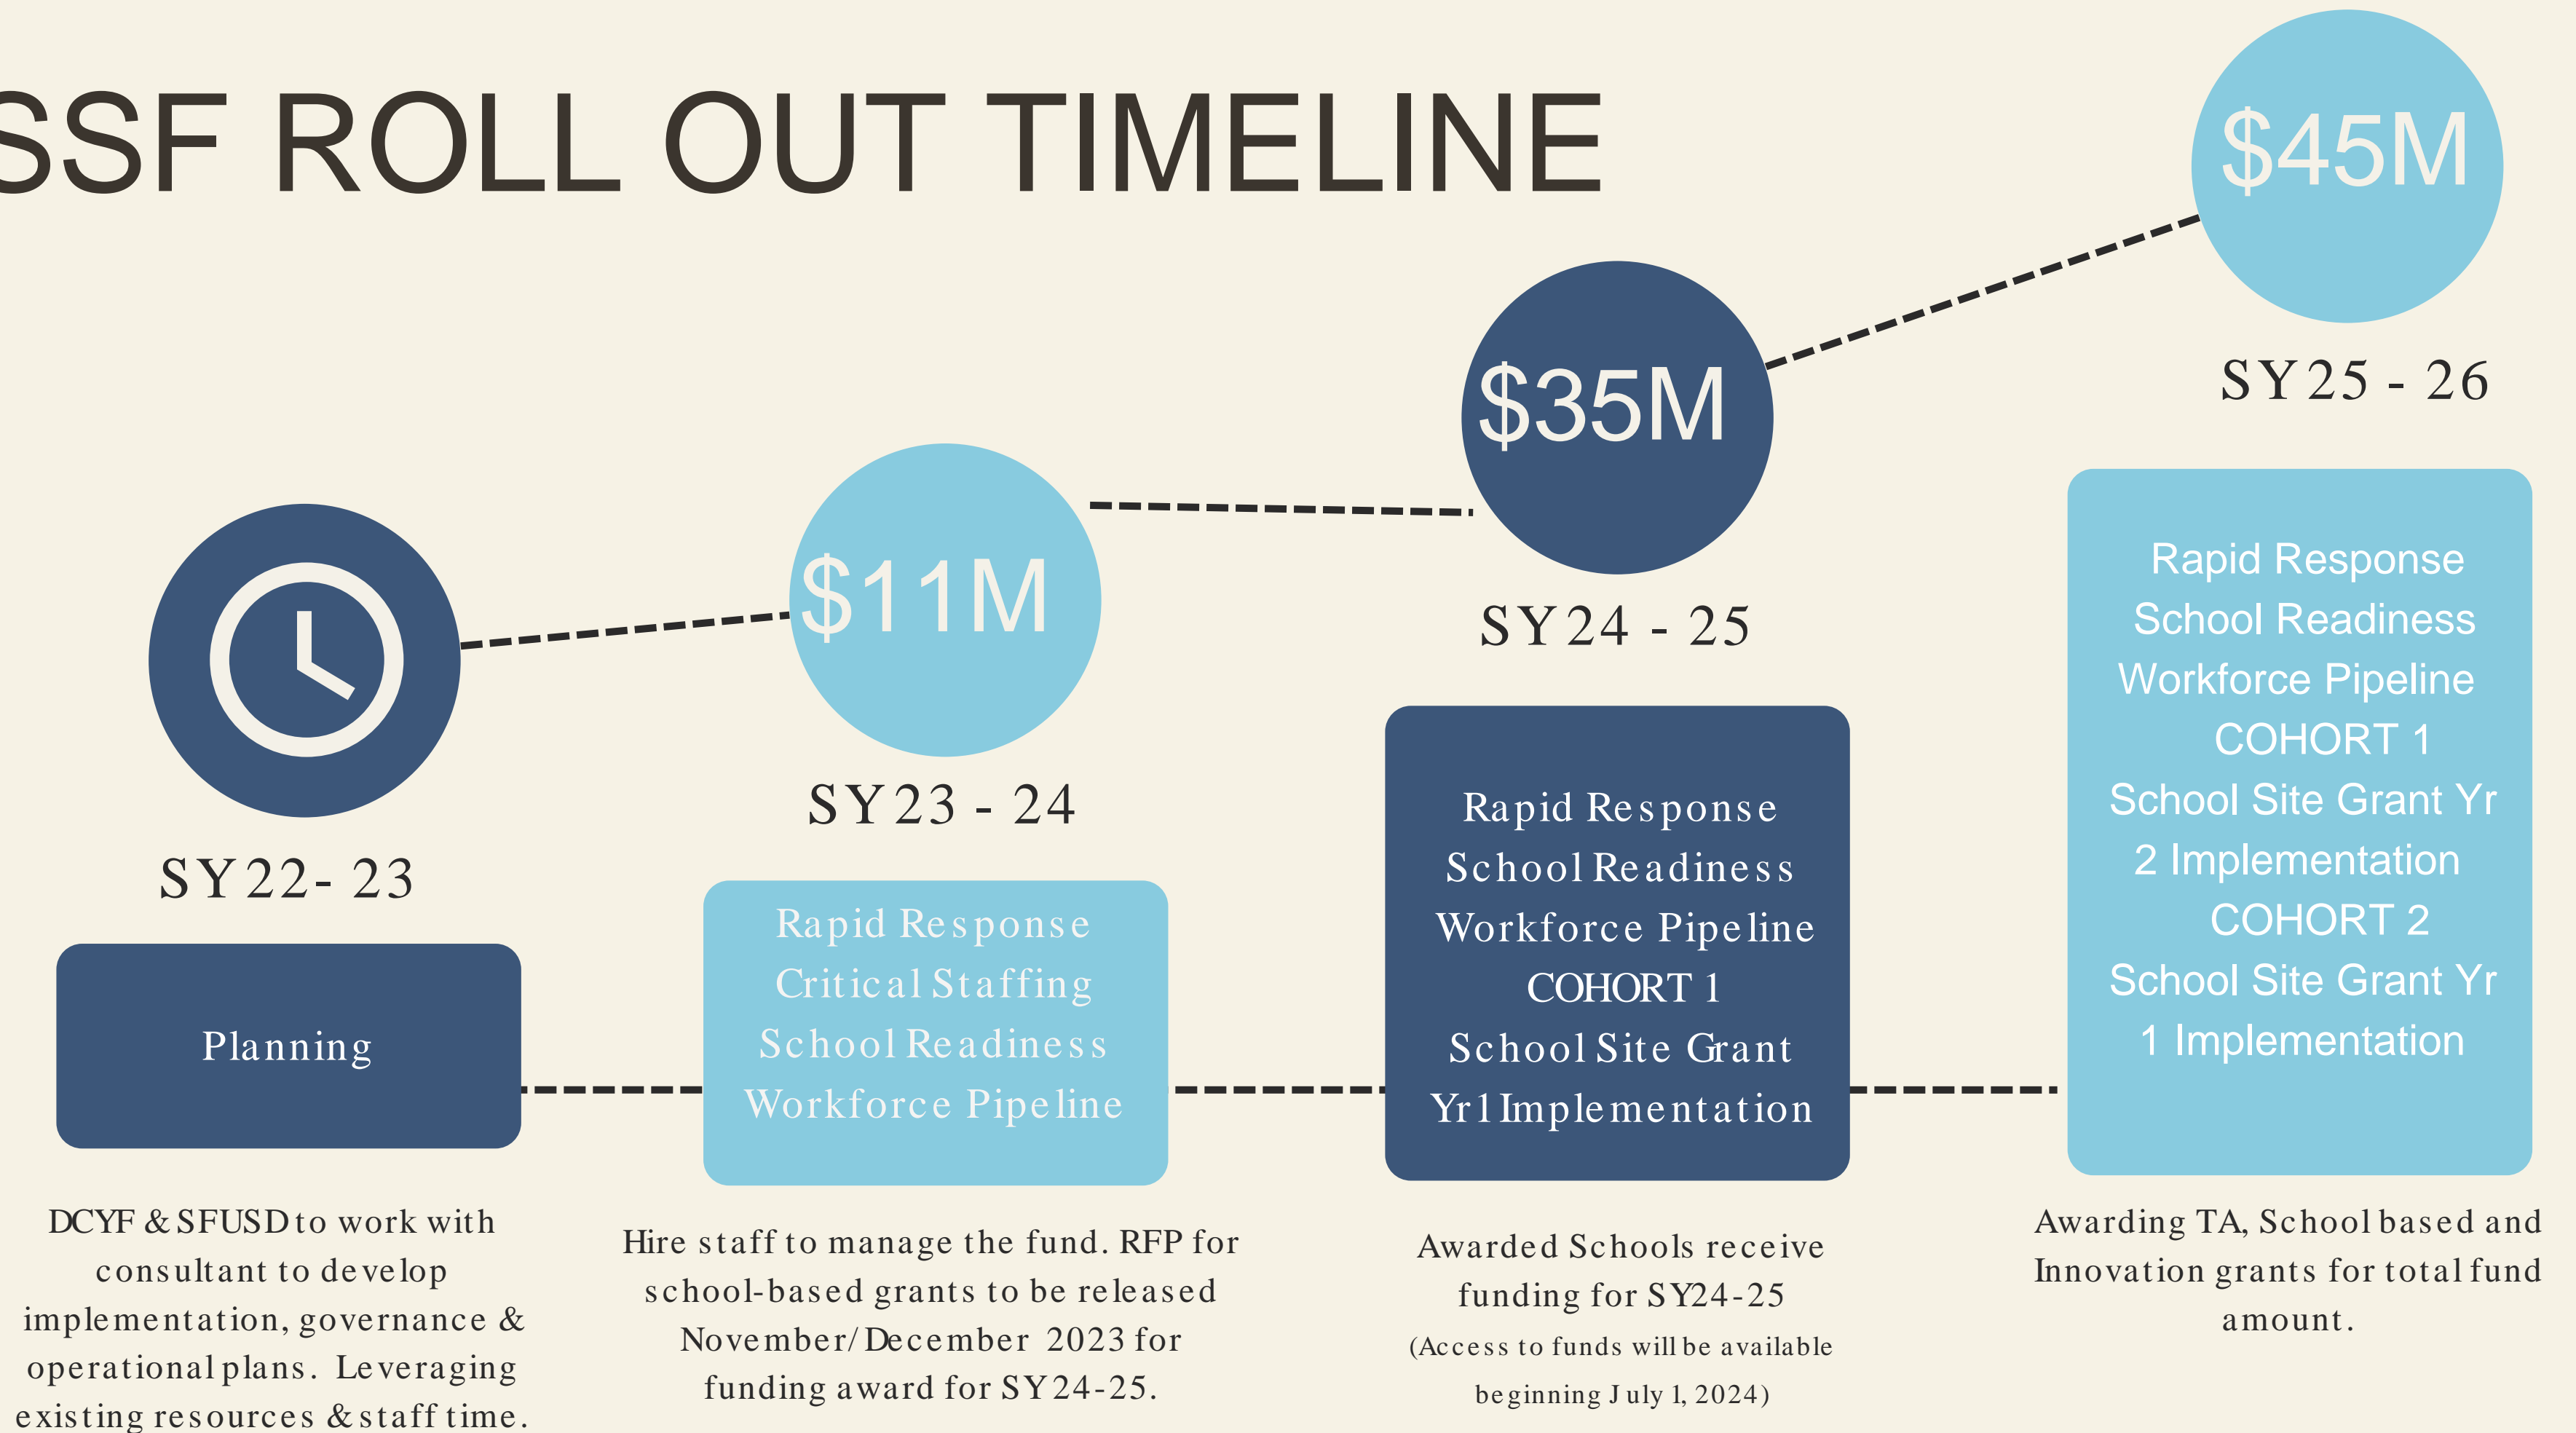 SSF ROLL OUT TIMELINE
$45M
SY25 - 26
$35M
SY24 - 25
$11M
SY23 - 24
SY22- 23
Planning
DCYF & SFUSD to work with
consultant to develop
implementation, governance &
operational plans. Leveraging
existing resources & staff time.
Rapid Response
Critical Staffing
School Readiness
Workforce Pipeline
Hire staff to manage the fund. RFP for
school-based grants to be released
November/December 2023 for
funding award for SY24-25.
Rapid Response
School Readiness
Workforce Pipeline
COHORT 1
School Site Grant
Yr1 Implementation
Awarded Schools receive
funding for SY24-25
(Access to funds will be available
beginning July 1, 2024)
Rapid Response
School Readiness
Workforce Pipeline
COHORT 1
School Site Grant Yr
2 Implementation
COHORT 2
School Site Grant Yr
1 Implementation
Awarding TA, School based and
Innovation grants for total fund
amount.